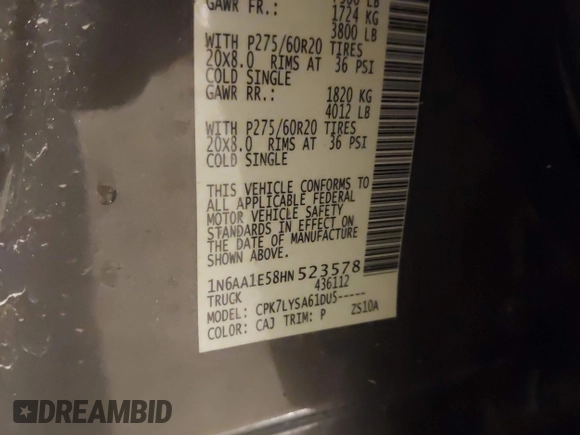 GAWR FR.: 1724 KG
3800 LB
WITH P275/60R20 TIRES
20x8.0 RIMS AT 36 PSI
COLD SINGLE
GAWR RR.: 1820 KG
4012 LB
WITH P275/60R20 TIRES
20x8.0 RIMS AT 36 PSI
COLD SINGLE
THIS VEHICLE CONFORMS TO
ALL APPLICABLE FEDERAL
MOTOR VEHICLE SAFETY
STANDARDS IN EFFECT ON
THE DATE OF MANUFACTURE
SHOWN ABOVE.
1N6AA1E58HN523578
TRUCK 436112
MODEL: CPK7LYSA61DUS-----
COLOR: CAJ TRIM: P ZS10A
DREAMBID